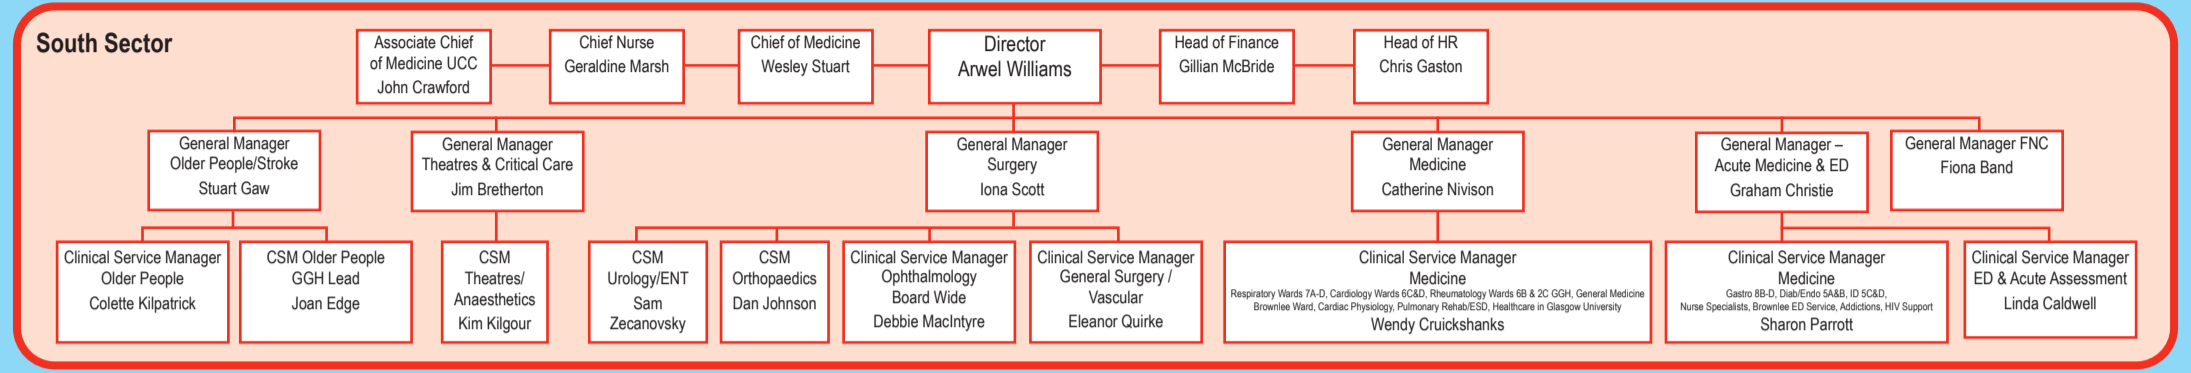 South Sector
Associate Chief
of Medicine UCC
John Crawford
Chief Nurse
Geraldine Marsh
Chief of Medicine
Wesley Stuart
Director
Arwel Williams
Head of Finance
Gillian McBride
Head of HR
Chris Gaston
General Manager
Older People/Stroke
Stuart Gaw
General Manager
Theatres & Critical Care
Jim Bretherton
General Manager
Surgery
Iona Scott
General Manager
Medicine
Catherine Nivison
General Manager –
Acute Medicine & ED
Graham Christie
General Manager FNC
Fiona Band
Clinical Service Manager
Older People
Colette Kilpatrick
CSM Older People
GGH Lead
Joan Edge
CSM
Theatres/
Anaesthetics
Kim Kilgour
CSM
Urology/ENT
Sam
Zecanovsky
CSM
Orthopaedics
Dan Johnson
Clinical Service Manager
Ophthalmology
Board Wide
Debbie MacIntyre
Clinical Service Manager
General Surgery /
Vascular
Eleanor Quirke
Clinical Service Manager
Medicine
Respiratory Wards 7A-D, Cardiology Wards 6C&D, Rheumatology Wards 6B & 2C GGH, General Medicine
Brownlee Ward, Cardiac Physiology, Pulmonary Rehab/ESD, Healthcare in Glasgow University
Wendy Cruickshanks
Clinical Service Manager
Medicine
Gastro 8B-D, Diab/Endo 5A&B, ID 5C&D,
Nurse Specialists, Brownlee ED Service, Addictions, HIV Support
Sharon Parrott
Clinical Service Manager
ED & Acute Assessment
Linda Caldwell